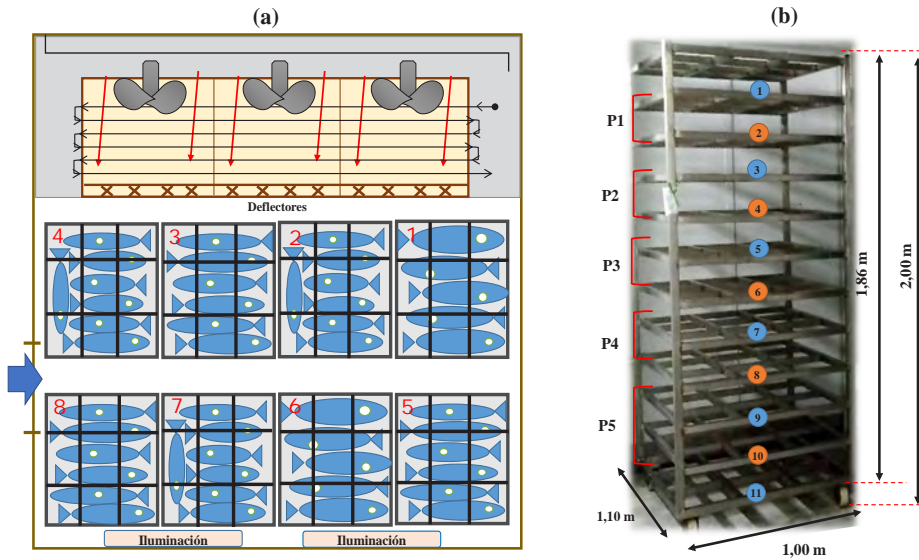 (a)
Deflectores
4
3
2
1
8
7
6
5
Iluminación
Iluminación
(b)
P1
P2
P3
P4
P5
1
2
3
4
5
6
7
8
9
10
11
1,86 m
2,00 m
1,10 m
1,00 m